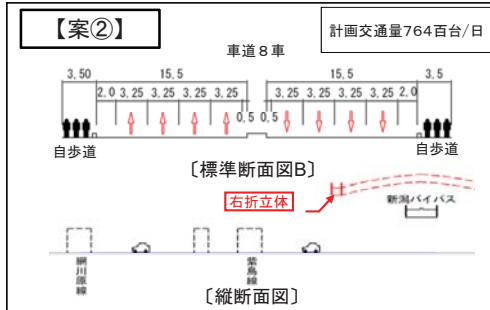 【案②】
計画交通量764百台/日
車道8車
3.50 15.5 15.5 3.5
2.0 3.25 3.25 3.25 3.25 0.5 0.5 3.25 3.25 3.25 3.25 2.0
自歩道 自歩道
〔標準断面図B〕
右折立体
新潟バイパス
網川原線
紫鳥線
〔縦断面図〕